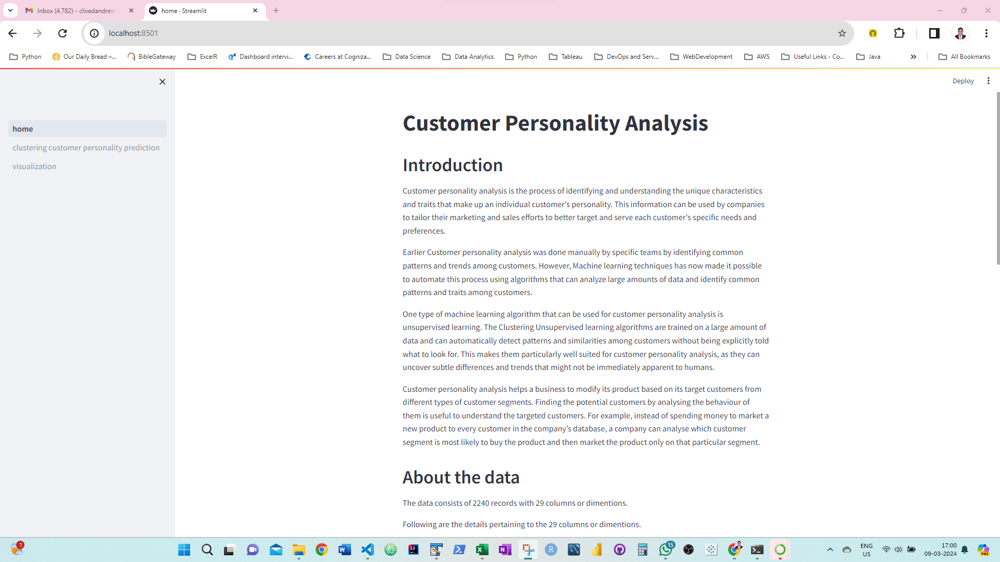 Inbox (4,782) - clivedandrew
home · Streamlit
localhost:8501
Python
Our Daily Bread –...
BibleGateway
ExcelR
Dashboard intervi...
Careers at Cogniza...
Data Science
Data Analytics
Python
Tableau
DevOps and Serv...
WebDevelopment
AWS
Useful Links - Co...
Java
All Bookmarks
Deploy
home
clustering customer personality prediction
visualization
Customer Personality Analysis
Introduction
Customer personality analysis is the process of identifying and understanding the unique characteristics
and traits that make up an individual customer's personality. This information can be used by companies
to tailor their marketing and sales efforts to better target and serve each customer's specific needs and
preferences.
Earlier Customer personality analysis was done manually by specific teams by identifying common
patterns and trends among customers. However, Machine learning techniques has now made it possible
to automate this process using algorithms that can analyze large amounts of data and identify common
patterns and traits among customers.
One type of machine learning algorithm that can be used for customer personality analysis is
unsupervised learning. The Clustering Unsupervised learning algorithms are trained on a large amount of
data and can automatically detect patterns and similarities among customers without being explicitly told
what to look for. This makes them particularly well suited for customer personality analysis, as they can
uncover subtle differences and trends that might not be immediately apparent to humans.
Customer personality analysis helps a business to modify its product based on its target customers from
different types of customer segments. Finding the potential customers by analysing the behaviour of
them is useful to understand the targeted customers. For example, instead of spending money to market a
new product to every customer in the company’s database, a company can analyse which customer
segment is most likely to buy the product and then market the product only on that particular segment.
About the data
The data consists of 2240 records with 29 columns or dimentions.
Following are the details pertaining to the 29 columns or dimentions.
1
15
ENG
US
17:00
09-03-2024
PRE